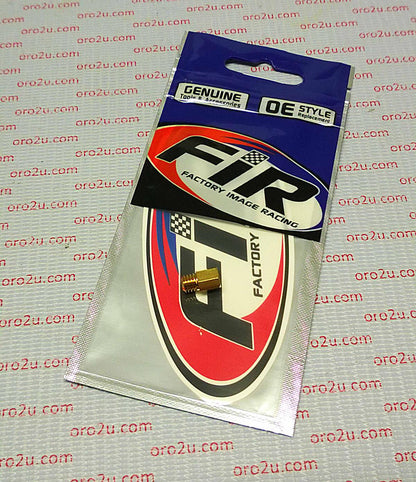 GENUINE
Tools & Accessories
OE STYLE
Replacement
FIR
FACTORY IMAGE RACING
FIR
FACTORY
oro2u.com